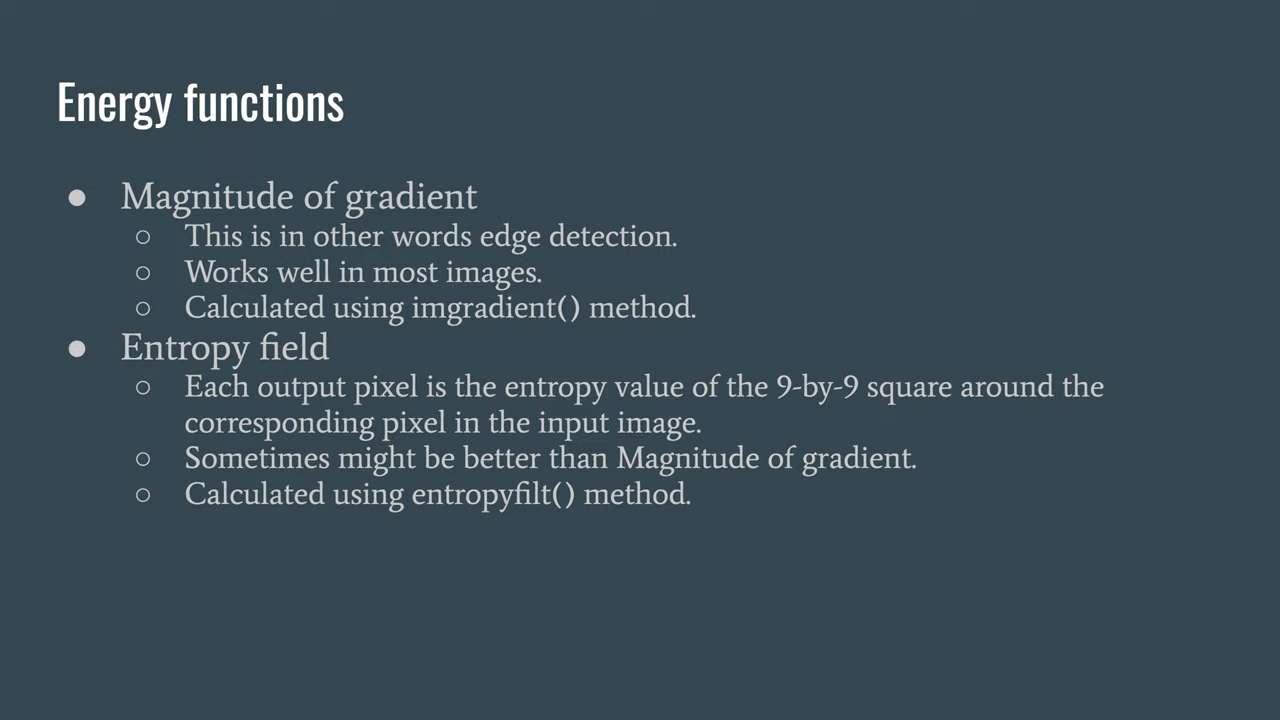 Energy functions
● Magnitude of gradient
○ This is in other words edge detection.
○ Works well in most images.
○ Calculated using imgradient() method.
● Entropy field
○ Each output pixel is the entropy value of the 9-by-9 square around the
corresponding pixel in the input image.
○ Sometimes might be better than Magnitude of gradient.
○ Calculated using entropyfilt() method.